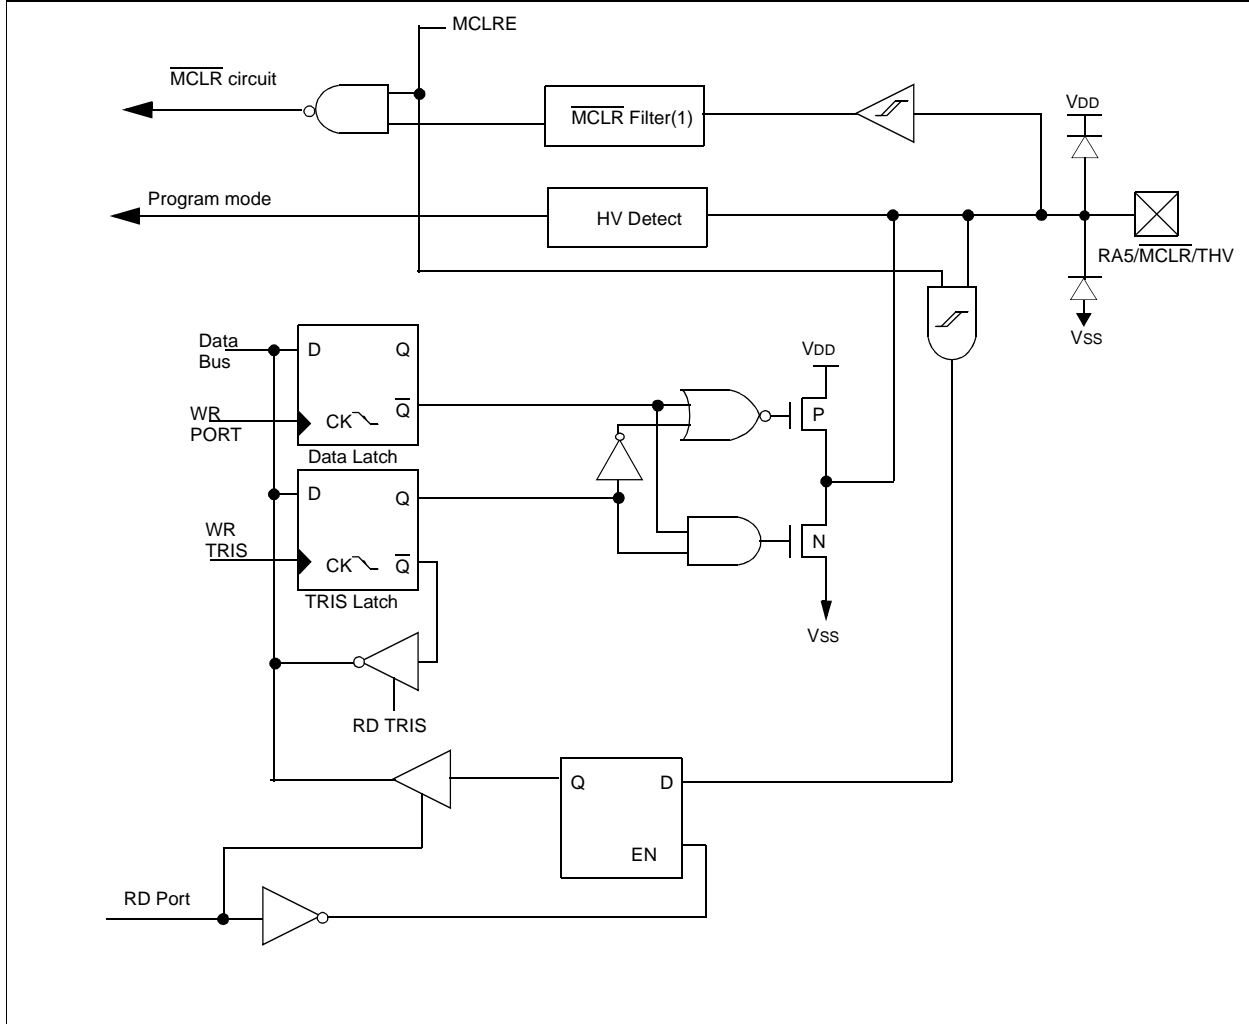 MCLRE
MCLR circuit
VDD
MCLR Filter(1)
Program mode
HV Detect
RA5/MCLR/THV
VSS
Data
Bus
D
Q
VDD
Q
WR
PORT
CK
P
Data Latch
D
Q
WR
TRIS
N
CK
Q
TRIS Latch
VSS
RD TRIS
Q
D
EN
RD Port